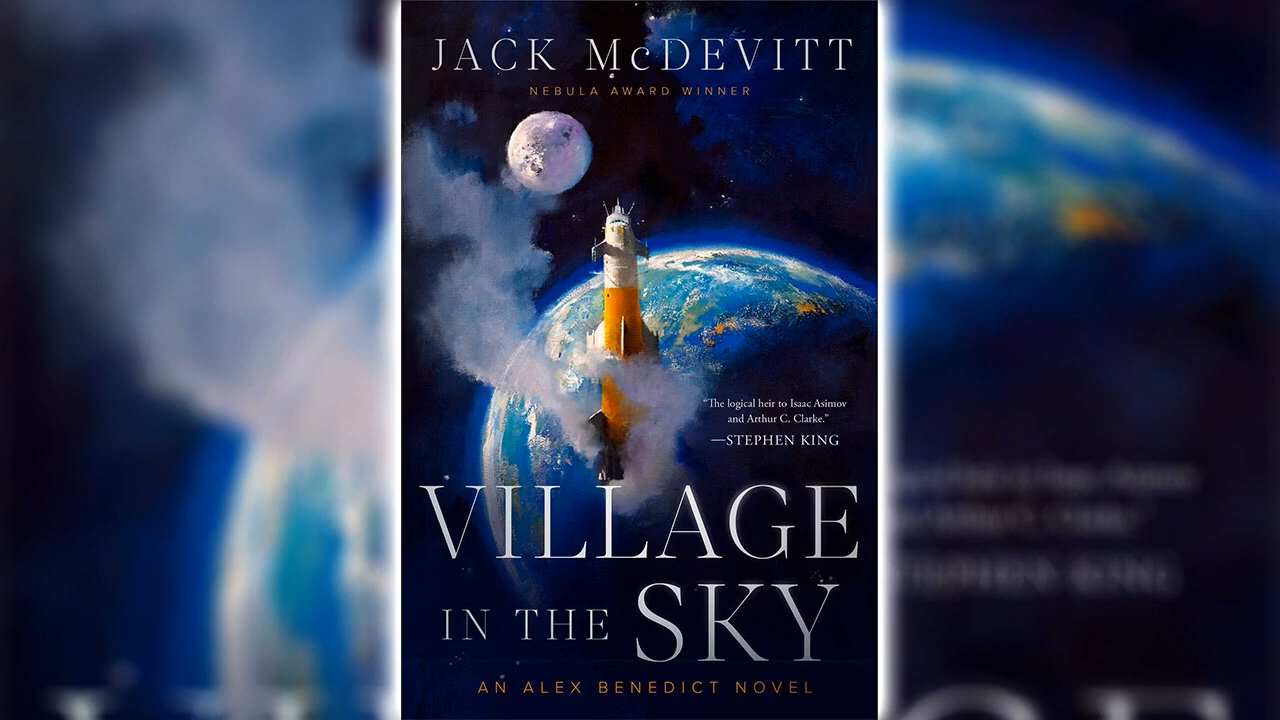 JACK McDEVITT
NEBULA AWARD WINNER
“The logical heir to Isaac Asimov
and Arthur C. Clarke.”
—STEPHEN KING
VILLAGE
IN THE SKY
AN ALEX BENEDICT NOVEL